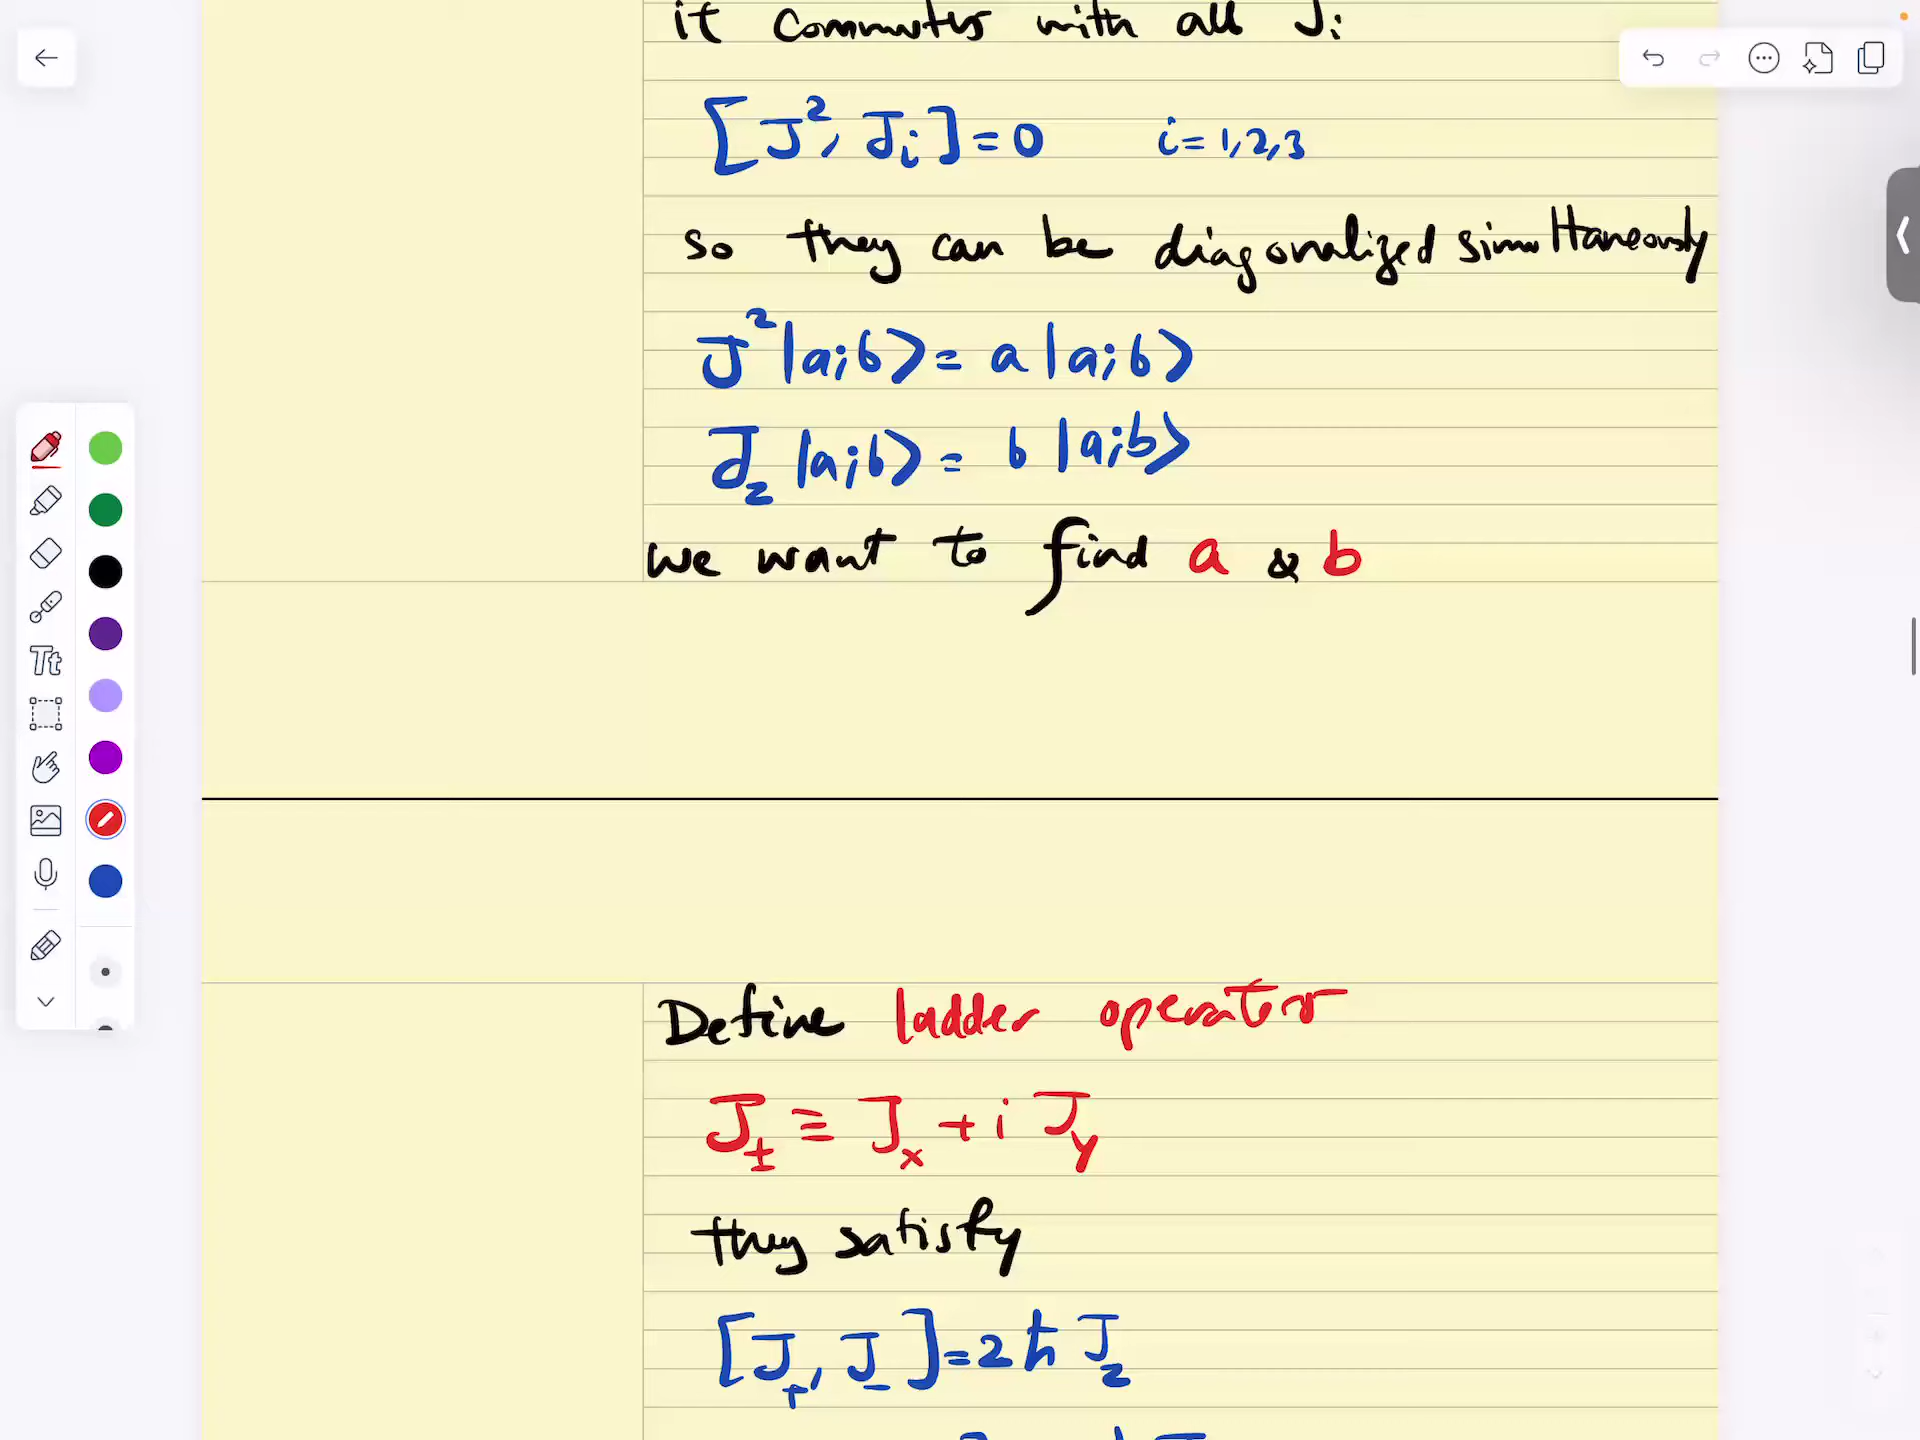 it commutes with all Ji
[J², Ji] = 0 i = 1,2,3
so they can be diagonalized simultaneously
J² |a;b⟩ = a |a;b⟩
Jz |a;b⟩ = b |a;b⟩
we want to find a & b
Tt
Define ladder operator
J± ≡ Jx + i Jy
they satisfy
[J+, J-] = 2ℏ Jz